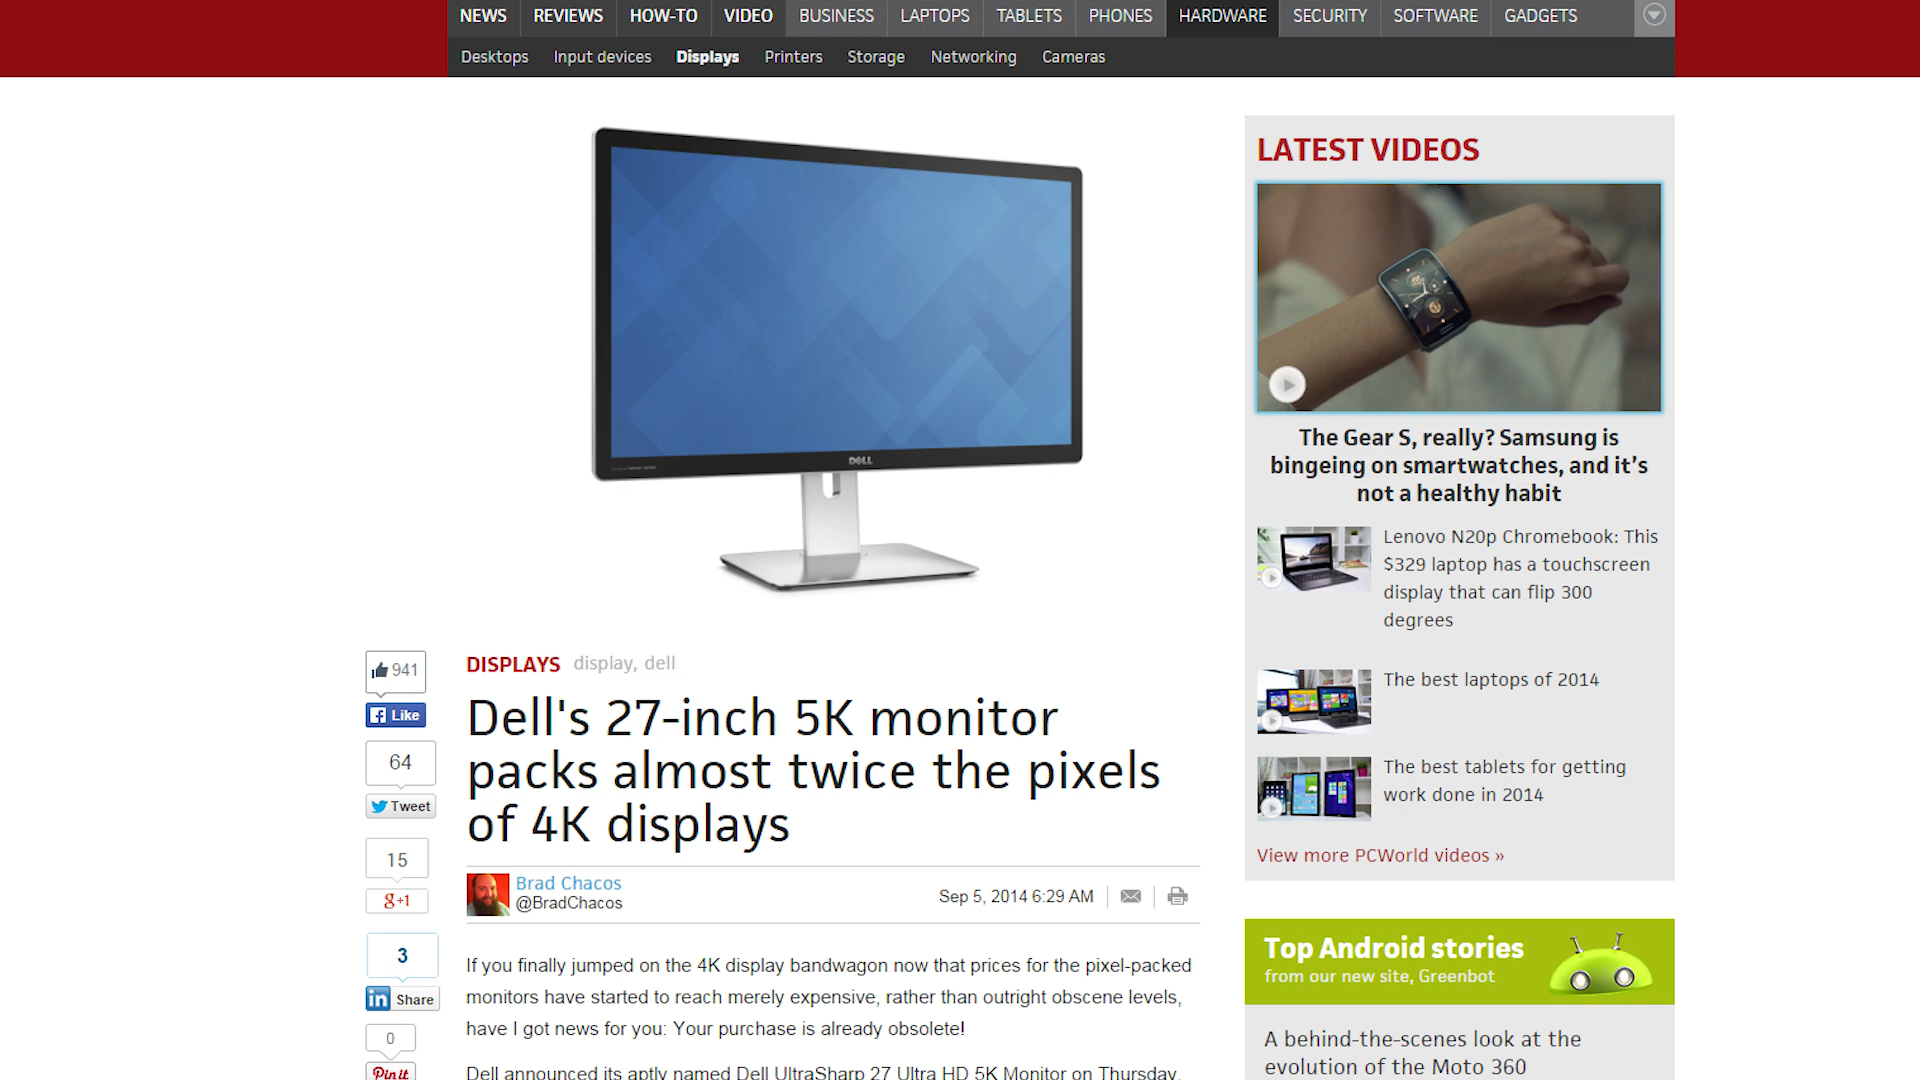 NEWS REVIEWS HOW-TO VIDEO BUSINESS LAPTOPS TABLETS PHONES HARDWARE SECURITY SOFTWARE GADGETS
Desktops Input devices Displays Printers Storage Networking Cameras
DELL
941
Like
64
Tweet
15
g+1
3
in Share
0
Pin it
DISPLAYS display, dell
Dell's 27-inch 5K monitor
packs almost twice the pixels
of 4K displays
Brad Chacos
@BradChacos
Sep 5, 2014 6:29 AM
If you finally jumped on the 4K display bandwagon now that prices for the pixel-packed
monitors have started to reach merely expensive, rather than outright obscene levels,
have I got news for you: Your purchase is already obsolete!
Dell announced its aptly named Dell UltraSharp 27 Ultra HD 5K Monitor on Thursday,
LATEST VIDEOS
The Gear S, really? Samsung is
bingeing on smartwatches, and it's
not a healthy habit
Lenovo N20p Chromebook: This
$329 laptop has a touchscreen
display that can flip 300
degrees
The best laptops of 2014
The best tablets for getting
work done in 2014
View more PCWorld videos »
Top Android stories
from our new site, Greenbot
A behind-the-scenes look at the
evolution of the Moto 360